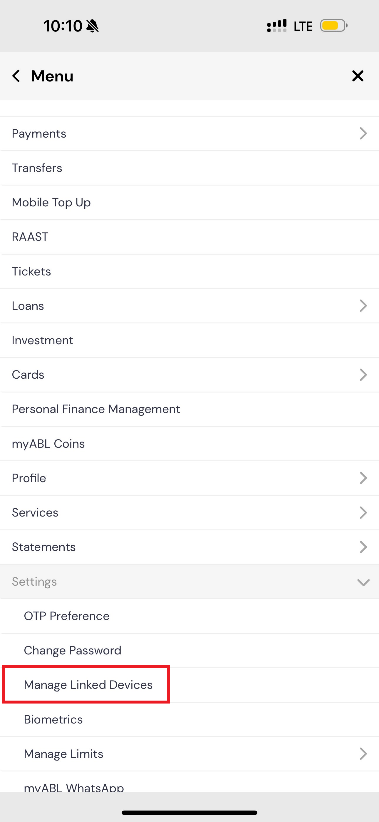 10:10
LTE
Menu
Payments
Transfers
Mobile Top Up
RAAST
Tickets
Loans
Investment
Cards
Personal Finance Management
myABL Coins
Profile
Services
Statements
Settings
OTP Preference
Change Password
Manage Linked Devices
Biometrics
Manage Limits
myABL WhatsApp